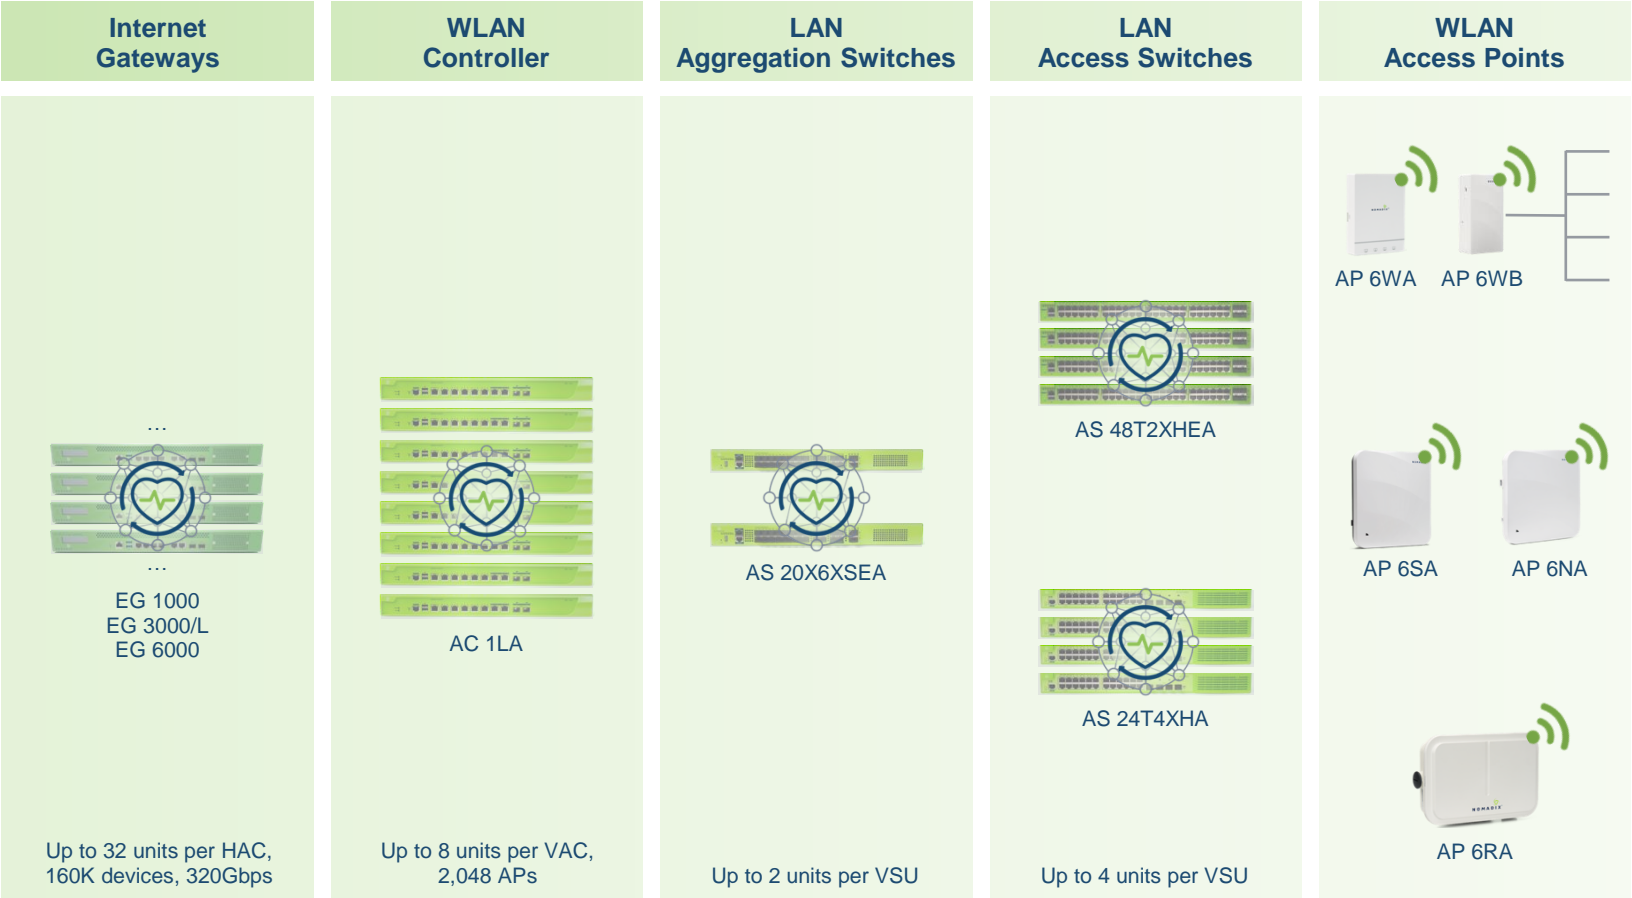 Internet
Gateways
WLAN
Controller
LAN
Aggregation Switches
LAN
Access Switches
WLAN
Access Points
...
...
EG 1000
EG 3000/L
EG 6000
Up to 32 units per HAC,
160K devices, 320Gbps
AC 1LA
Up to 8 units per VAC,
2,048 APs
AS 20X6XSEA
Up to 2 units per VSU
AS 48T2XHEA
AS 24T4XHA
Up to 4 units per VSU
NOMADIX
AP 6WA
AP 6WB
AP 6SA
AP 6NA
NOMADIX
AP 6RA